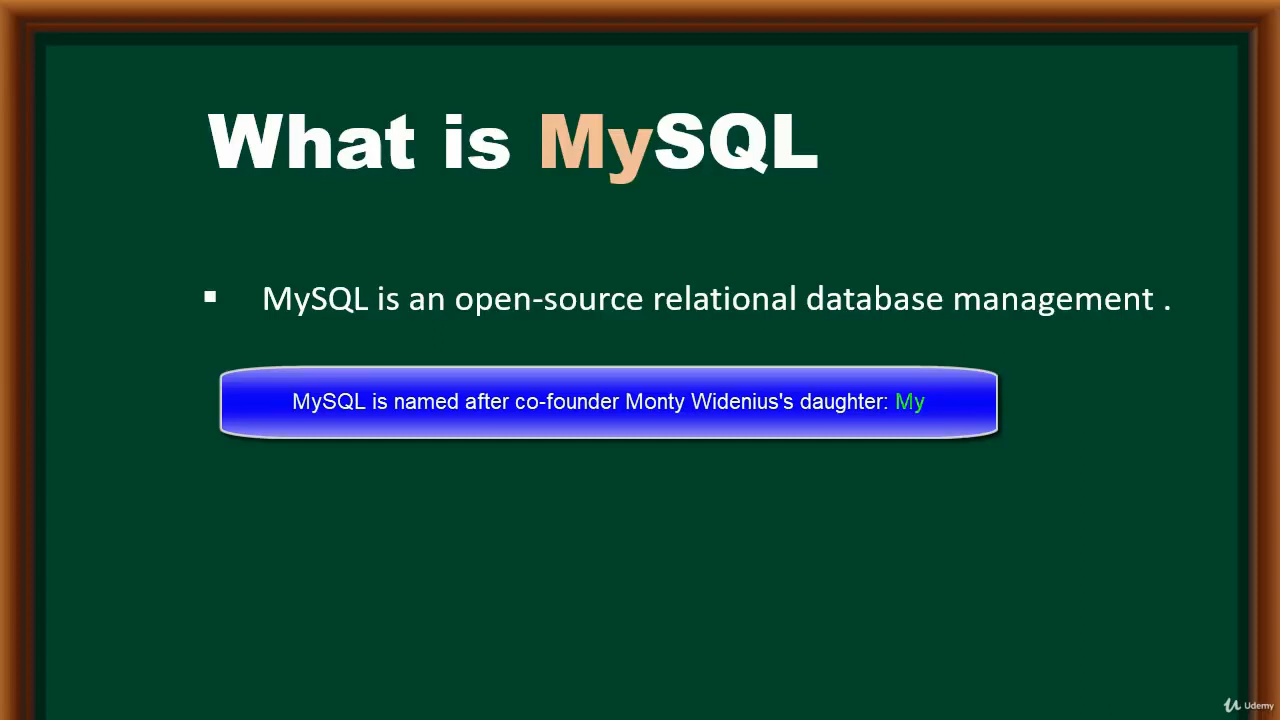 What is MySQL
▪ MySQL is an open-source relational database management .
MySQL is named after co-founder Monty Widenius's daughter: My
Udemy